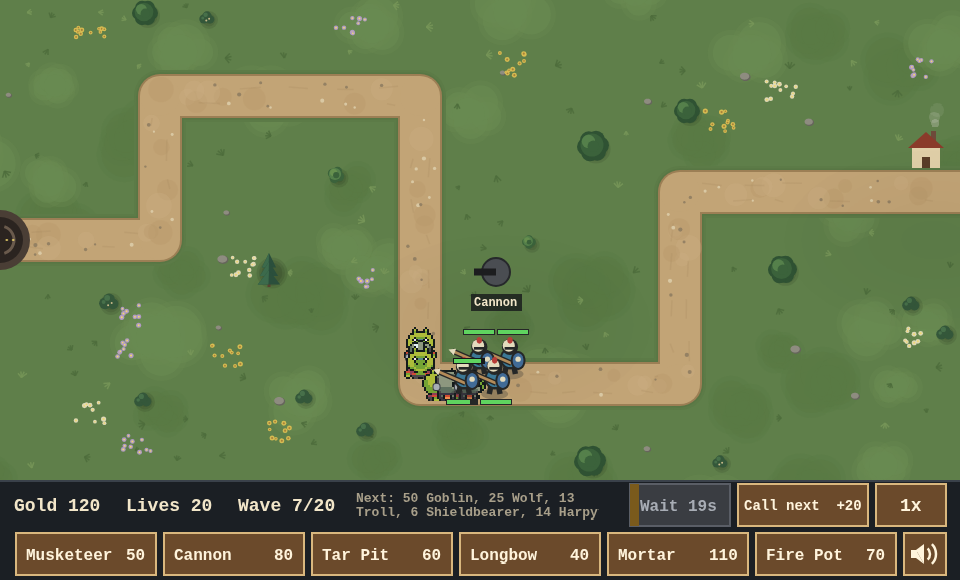 Cannon
Gold 120 Lives 20 Wave 7/20
Next: 50 Goblin, 25 Wolf, 13
Troll, 6 Shieldbearer, 14 Harpy
Wait 19s
Call next +20
1x
Musketeer 50
Cannon 80
Tar Pit 60
Longbow 40
Mortar 110
Fire Pot 70